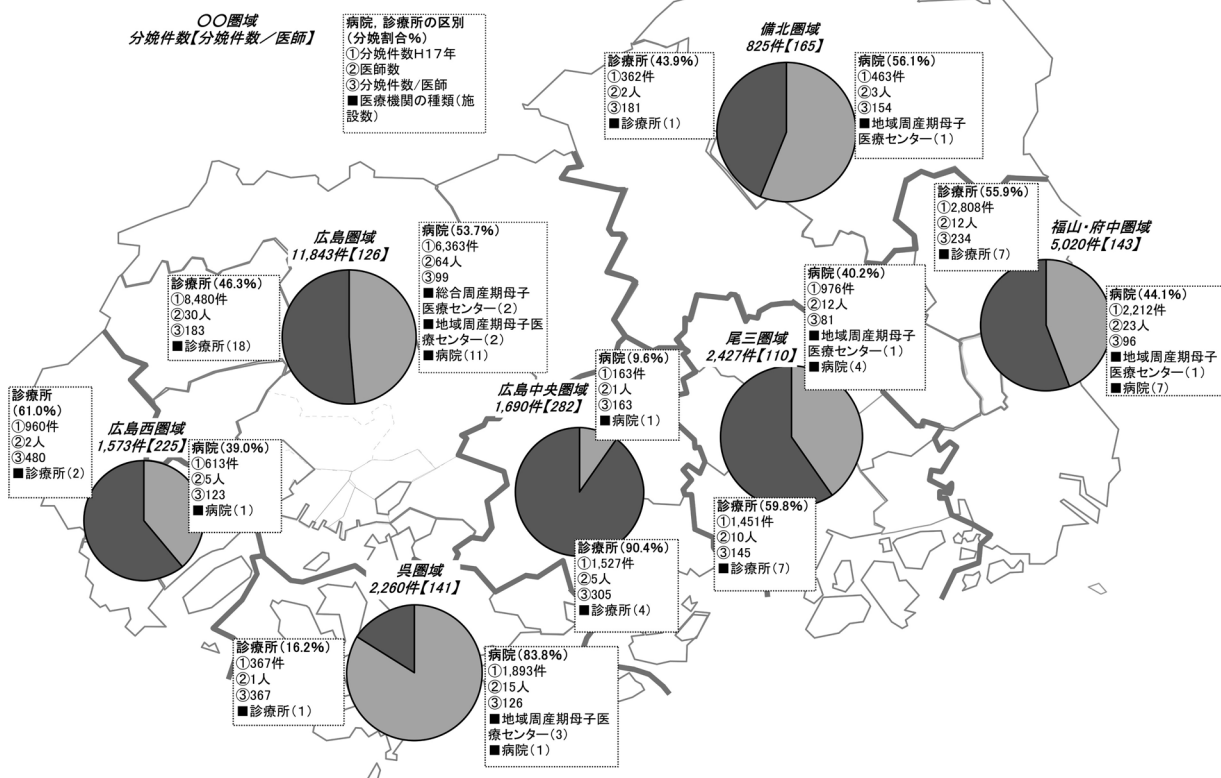 〇〇圏域
分娩件数【分娩件数／医師】
病院，診療所の区別
(分娩割合%)
①分娩件数H17年
②医師数
③分娩件数/医師
■医療機関の種類(施
設数)
備北圏域
825件【165】
診療所(43.9%)
①362件
②2人
③181
■診療所(1)
病院(56.1%)
①463件
②3人
③154
■地域周産期母子
医療センター(1)
福山・府中圏域
5,020件【143】
診療所(55.9%)
①2,808件
②12人
③234
■診療所(7)
病院(44.1%)
①2,212件
②23人
③96
■地域周産期母子
医療センター(1)
■病院(7)
広島圏域
11,843件【126】
診療所(46.3%)
①8,480件
②30人
③183
■診療所(18)
病院(53.7%)
①6,363件
②64人
③99
■総合周産期母子
医療センター(2)
■地域周産期母子医
療センター(2)
■病院(11)
尾三圏域
2,427件【110】
病院(40.2%)
①976件
②12人
③81
■地域周産期母子
医療センター(1)
■病院(4)
診療所(59.8%)
①1,451件
②10人
③145
■診療所(7)
広島中央圏域
1,690件【282】
病院(9.6%)
①163件
②1人
③163
■病院(1)
診療所(90.4%)
①1,527件
②5人
③305
■診療所(4)
広島西圏域
1,573件【225】
診療所
(61.0%)
①960件
②2人
③480
■診療所(2)
病院(39.0%)
①613件
②5人
③123
■病院(1)
呉圏域
2,260件【141】
診療所(16.2%)
①367件
②1人
③367
■診療所(1)
病院(83.8%)
①1,893件
②15人
③126
■地域周産期母子医
療センター(3)
■病院(1)